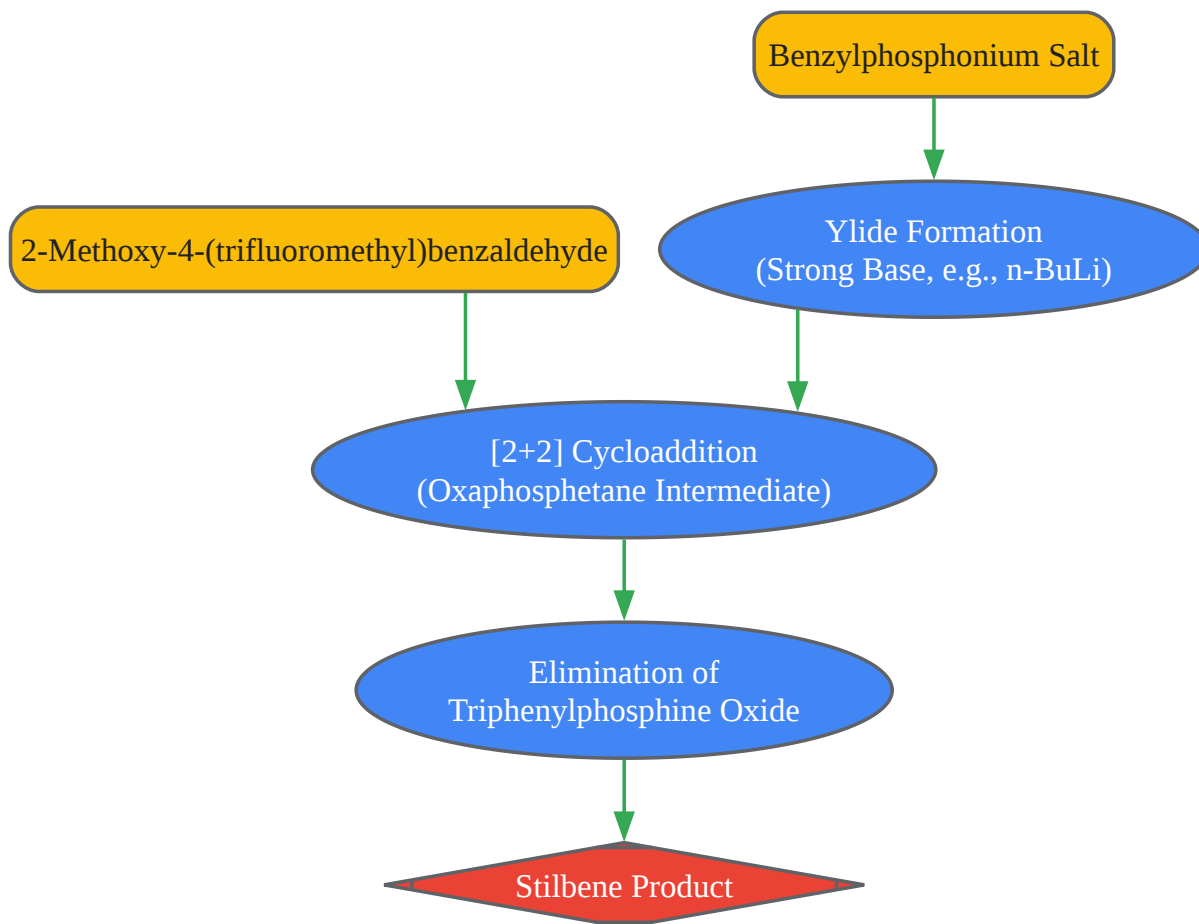 Benzylphosphonium Salt
2-Methoxy-4-(trifluoromethyl)benzaldehyde
Ylide Formation
(Strong Base, e.g., n-BuLi)
[2+2] Cycloaddition
(Oxaphosphetane Intermediate)
Elimination of
Triphenylphosphine Oxide
Stilbene Product